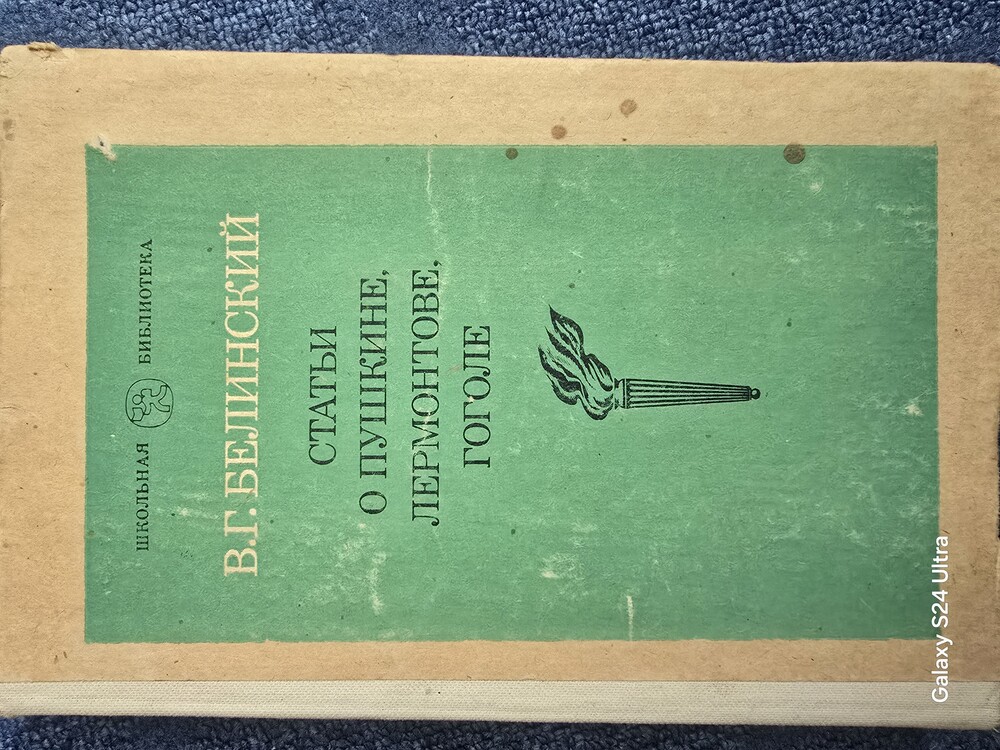 ШКОЛЬНАЯ БИБЛИОТЕКА
В.Г. БЕЛИНСКИЙ
СТАТЬИ
О ПУШКИНЕ,
ЛЕРМОНТОВЕ,
ГОГОЛЕ
Galaxy S24 Ultra